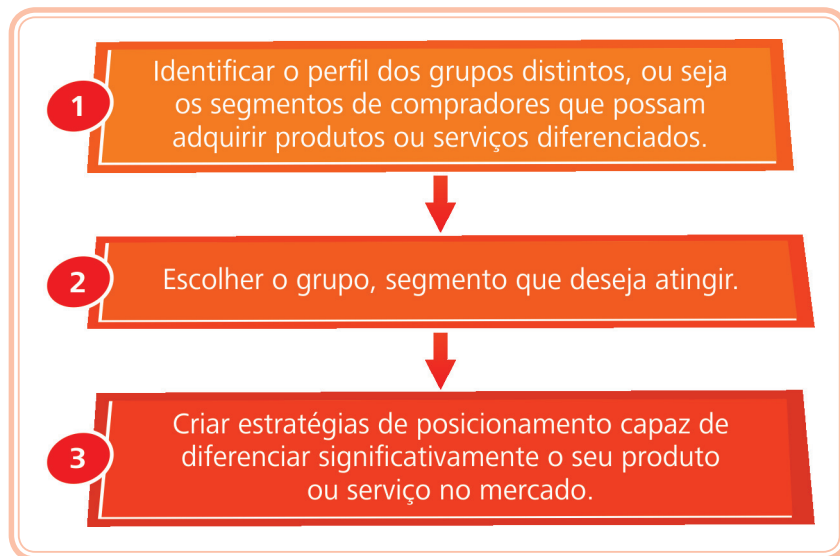 1
Identificar o perfil dos grupos distintos, ou seja
os segmentos de compradores que possam
adquirir produtos ou serviços diferenciados.
2
Escolher o grupo, segmento que deseja atingir.
3
Criar estratégias de posicionamento capaz de
diferenciar significativamente o seu produto
ou serviço no mercado.